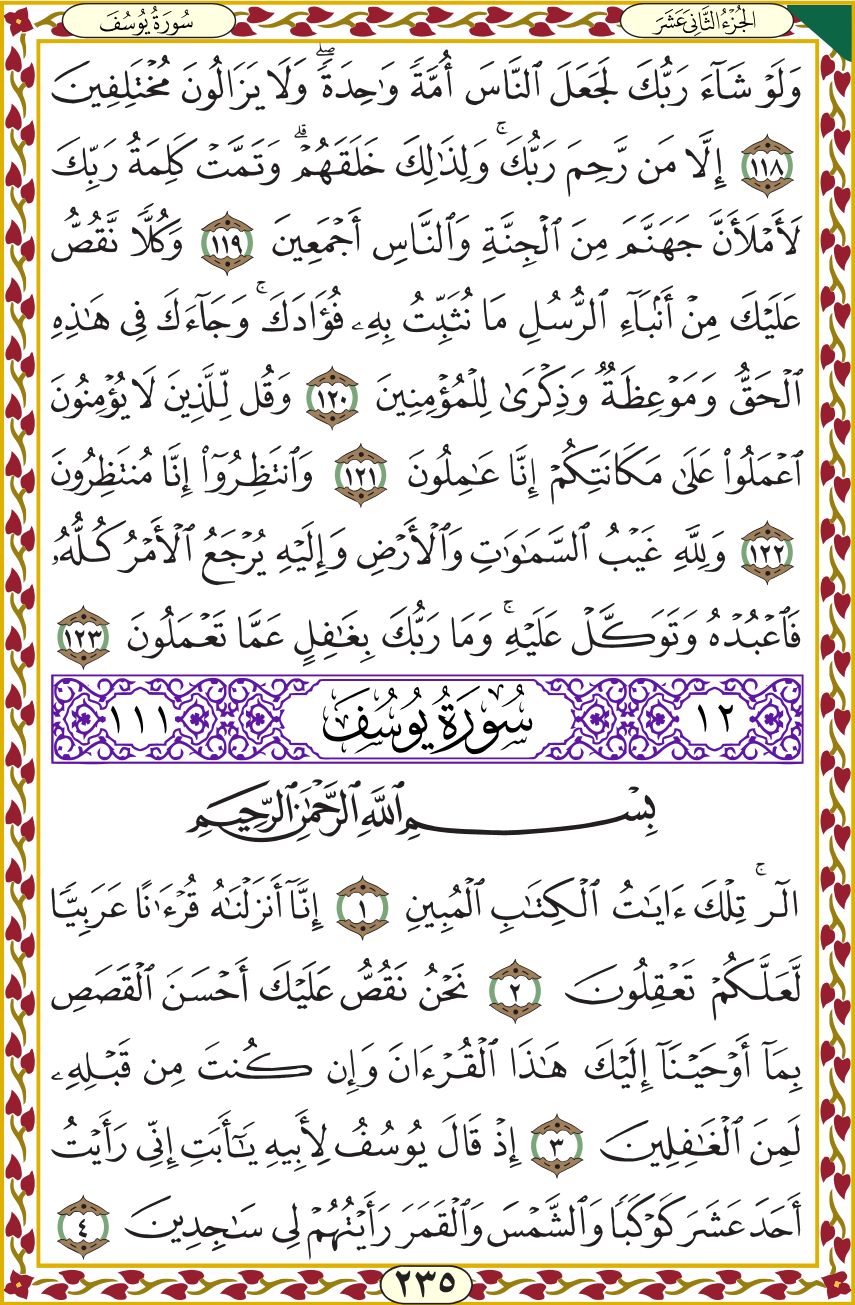 الجُزْءُ الثَّانِيَ عَشَرَ
سُورَةُ يُوسُفَ
وَلَوْ شَآءَ رَبُّكَ لَجَعَلَ ٱلنَّاسَ أُمَّةً وَٰحِدَةً ۖ وَلَا يَزَالُونَ مُخْتَلِفِينَ
١١٨ إِلَّا مَن رَّحِمَ رَبُّكَ ۚ وَلِذَٰلِكَ خَلَقَهُمْ ۗ وَتَمَّتْ كَلِمَةُ رَبِّكَ
لَأَمْلَأَنَّ جَهَنَّمَ مِنَ ٱلْجِنَّةِ وَٱلنَّاسِ أَجْمَعِينَ ١١٩ وَكُلًّا نَّقُصُّ
عَلَيْكَ مِنْ أَنۢبَآءِ ٱلرُّسُلِ مَا نُثَبِّتُ بِهِۦ فُؤَادَكَ ۚ وَجَآءَكَ فِى هَٰذِهِ
ٱلْحَقُّ وَمَوْعِظَةٌ وَذِكْرَىٰ لِلْمُؤْمِنِينَ ١٢٠ وَقُل لِّلَّذِينَ لَا يُؤْمِنُونَ
ٱعْمَلُوا۟ عَلَىٰ مَكَانَتِكُمْ إِنَّا عَٰمِلُونَ ١٢١ وَٱنتَظِرُوٓا۟ إِنَّا مُنتَظِرُونَ
١٢٢ وَلِلَّهِ غَيْبُ ٱلسَّمَٰوَٰتِ وَٱلْأَرْضِ وَإِلَيْهِ يُرْجَعُ ٱلْأَمْرُ كُلُّهُۥ
فَٱعْبُدْهُ وَتَوَكَّلْ عَلَيْهِ ۚ وَمَا رَبُّكَ بِغَٰفِلٍ عَمَّا تَعْمَلُونَ ١٢٣
١٢ سُورَةُ يُوسُفَ ١١١
بِسْمِ ٱللَّهِ ٱلرَّحْمَٰنِ ٱلرَّحِيمِ
الٓر ۚ تِلْكَ ءَايَٰتُ ٱلْكِتَٰبِ ٱلْمُبِينِ ١ إِنَّآ أَنزَلْنَٰهُ قُرْءَٰنًا عَرَبِيًّا
لَّعَلَّكُمْ تَعْقِلُونَ ٢ نَحْنُ نَقُصُّ عَلَيْكَ أَحْسَنَ ٱلْقَصَصِ
بِمَآ أَوْحَيْنَآ إِلَيْكَ هَٰذَا ٱلْقُرْءَانَ وَإِن كُنتَ مِن قَبْلِهِۦ
لَمِنَ ٱلْغَٰفِلِينَ ٣ إِذْ قَالَ يُوسُفُ لِأَبِيهِ يَٰٓأَبَتِ إِنِّى رَأَيْتُ
أَحَدَ عَشَرَ كَوْكَبًا وَٱلشَّمْسَ وَٱلْقَمَرَ رَأَيْتُهُمْ لِى سَٰجِدِينَ ٤
٢٣٥